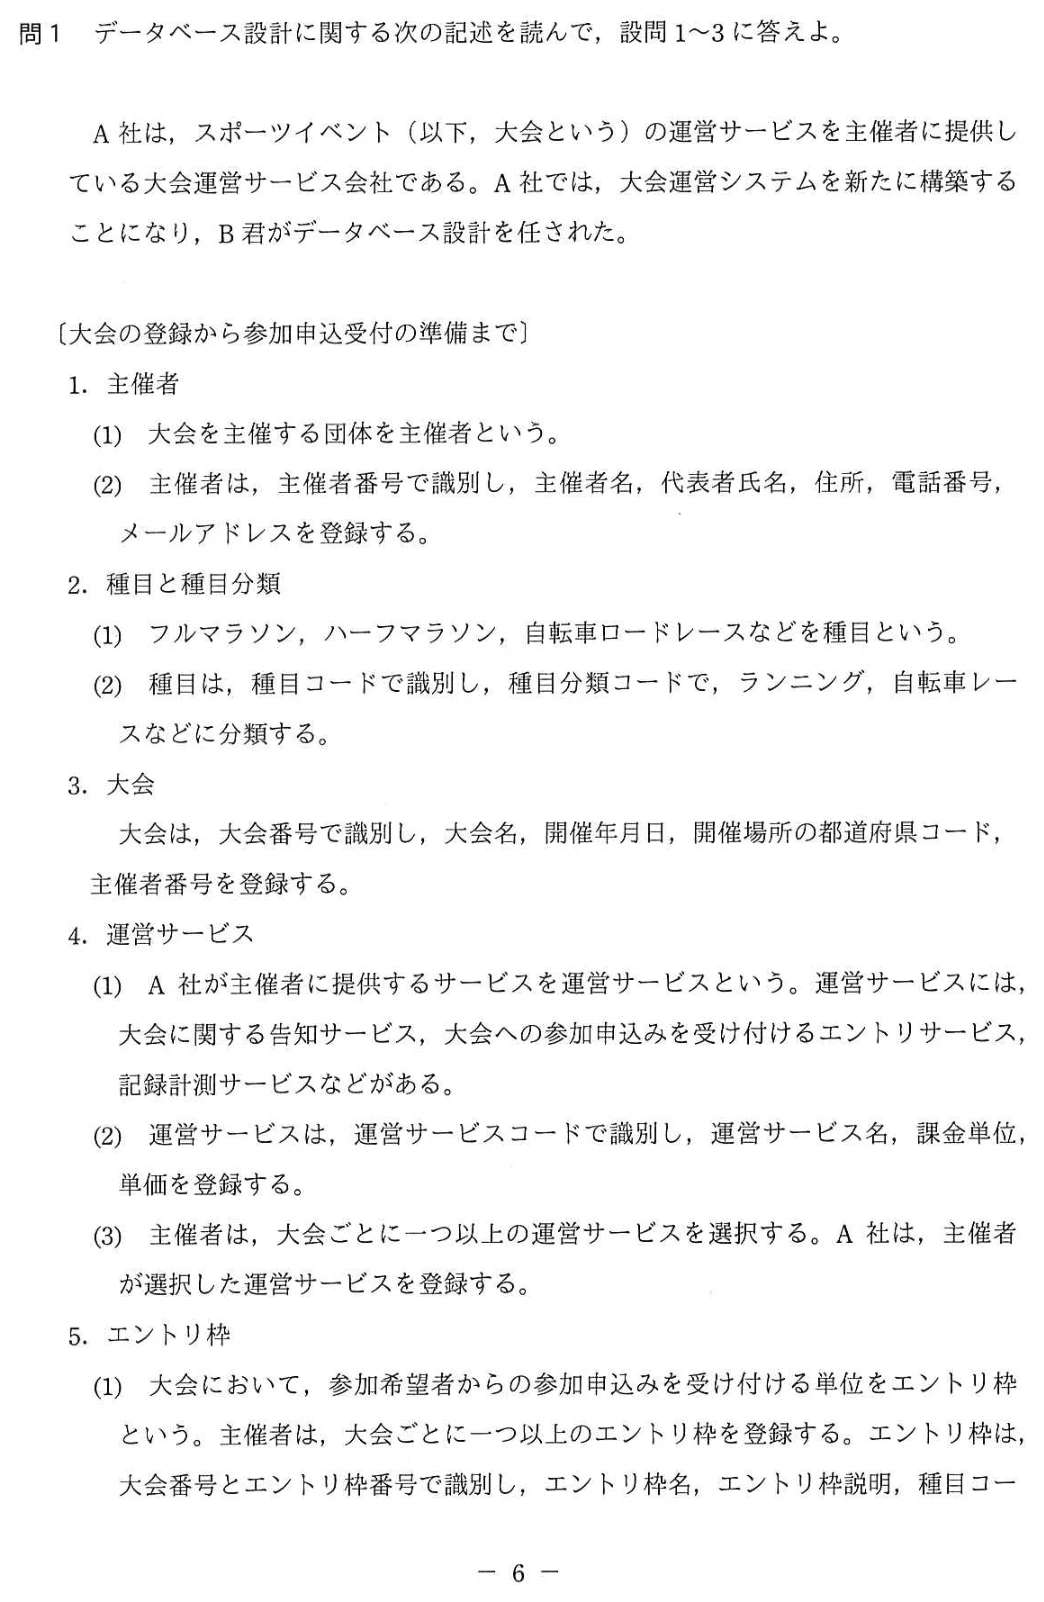 問1 データベース設計に関する次の記述を読んで，設問1～3に答えよ。
A 社は，スポーツイベント（以下，大会という）の運営サービスを主催者に提供し
ている大会運営サービス会社である。A 社では，大会運営システムを新たに構築する
ことになり，B 君がデータベース設計を任された。
〔大会の登録から参加申込受付の準備まで〕
1. 主催者
(1) 大会を主催する団体を主催者という。
(2) 主催者は，主催者番号で識別し，主催者名，代表者氏名，住所，電話番号，
メールアドレスを登録する。
2. 種目と種目分類
(1) フルマラソン，ハーフマラソン，自転車ロードレースなどを種目という。
(2) 種目は，種目コードで識別し，種目分類コードで，ランニング，自転車レー
スなどに分類する。
3. 大会
大会は，大会番号で識別し，大会名，開催年月日，開催場所の都道府県コード，
主催者番号を登録する。
4. 運営サービス
(1) A 社が主催者に提供するサービスを運営サービスという。運営サービスには，
大会に関する告知サービス，大会への参加申込みを受け付けるエントリサービス，
記録計測サービスなどがある。
(2) 運営サービスは，運営サービスコードで識別し，運営サービス名，課金単位，
単価を登録する。
(3) 主催者は，大会ごとに一つ以上の運営サービスを選択する。A 社は，主催者
が選択した運営サービスを登録する。
5. エントリ枠
(1) 大会において，参加希望者からの参加申込みを受け付ける単位をエントリ枠
という。主催者は，大会ごとに一つ以上のエントリ枠を登録する。エントリ枠は，
大会番号とエントリ枠番号で識別し，エントリ枠名，エントリ枠説明，種目コー
－ 6 －